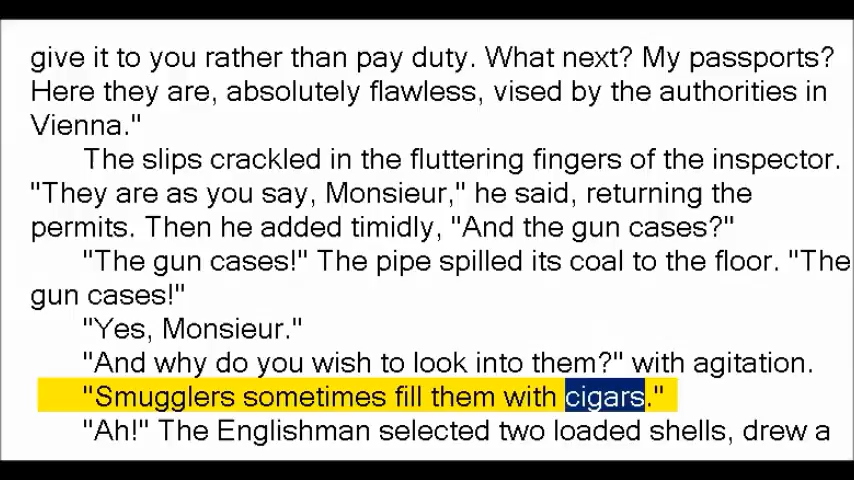 give it to you rather than pay duty. What next? My passports?
Here they are, absolutely flawless, vised by the authorities in
Vienna."
The slips crackled in the fluttering fingers of the inspector.
"They are as you say, Monsieur," he said, returning the
permits. Then he added timidly, "And the gun cases?"
"The gun cases!" The pipe spilled its coal to the floor. "The
gun cases!"
"Yes, Monsieur."
"And why do you wish to look into them?" with agitation.
"Smugglers sometimes fill them with cigars."
"Ah!" The Englishman selected two loaded shells, drew a